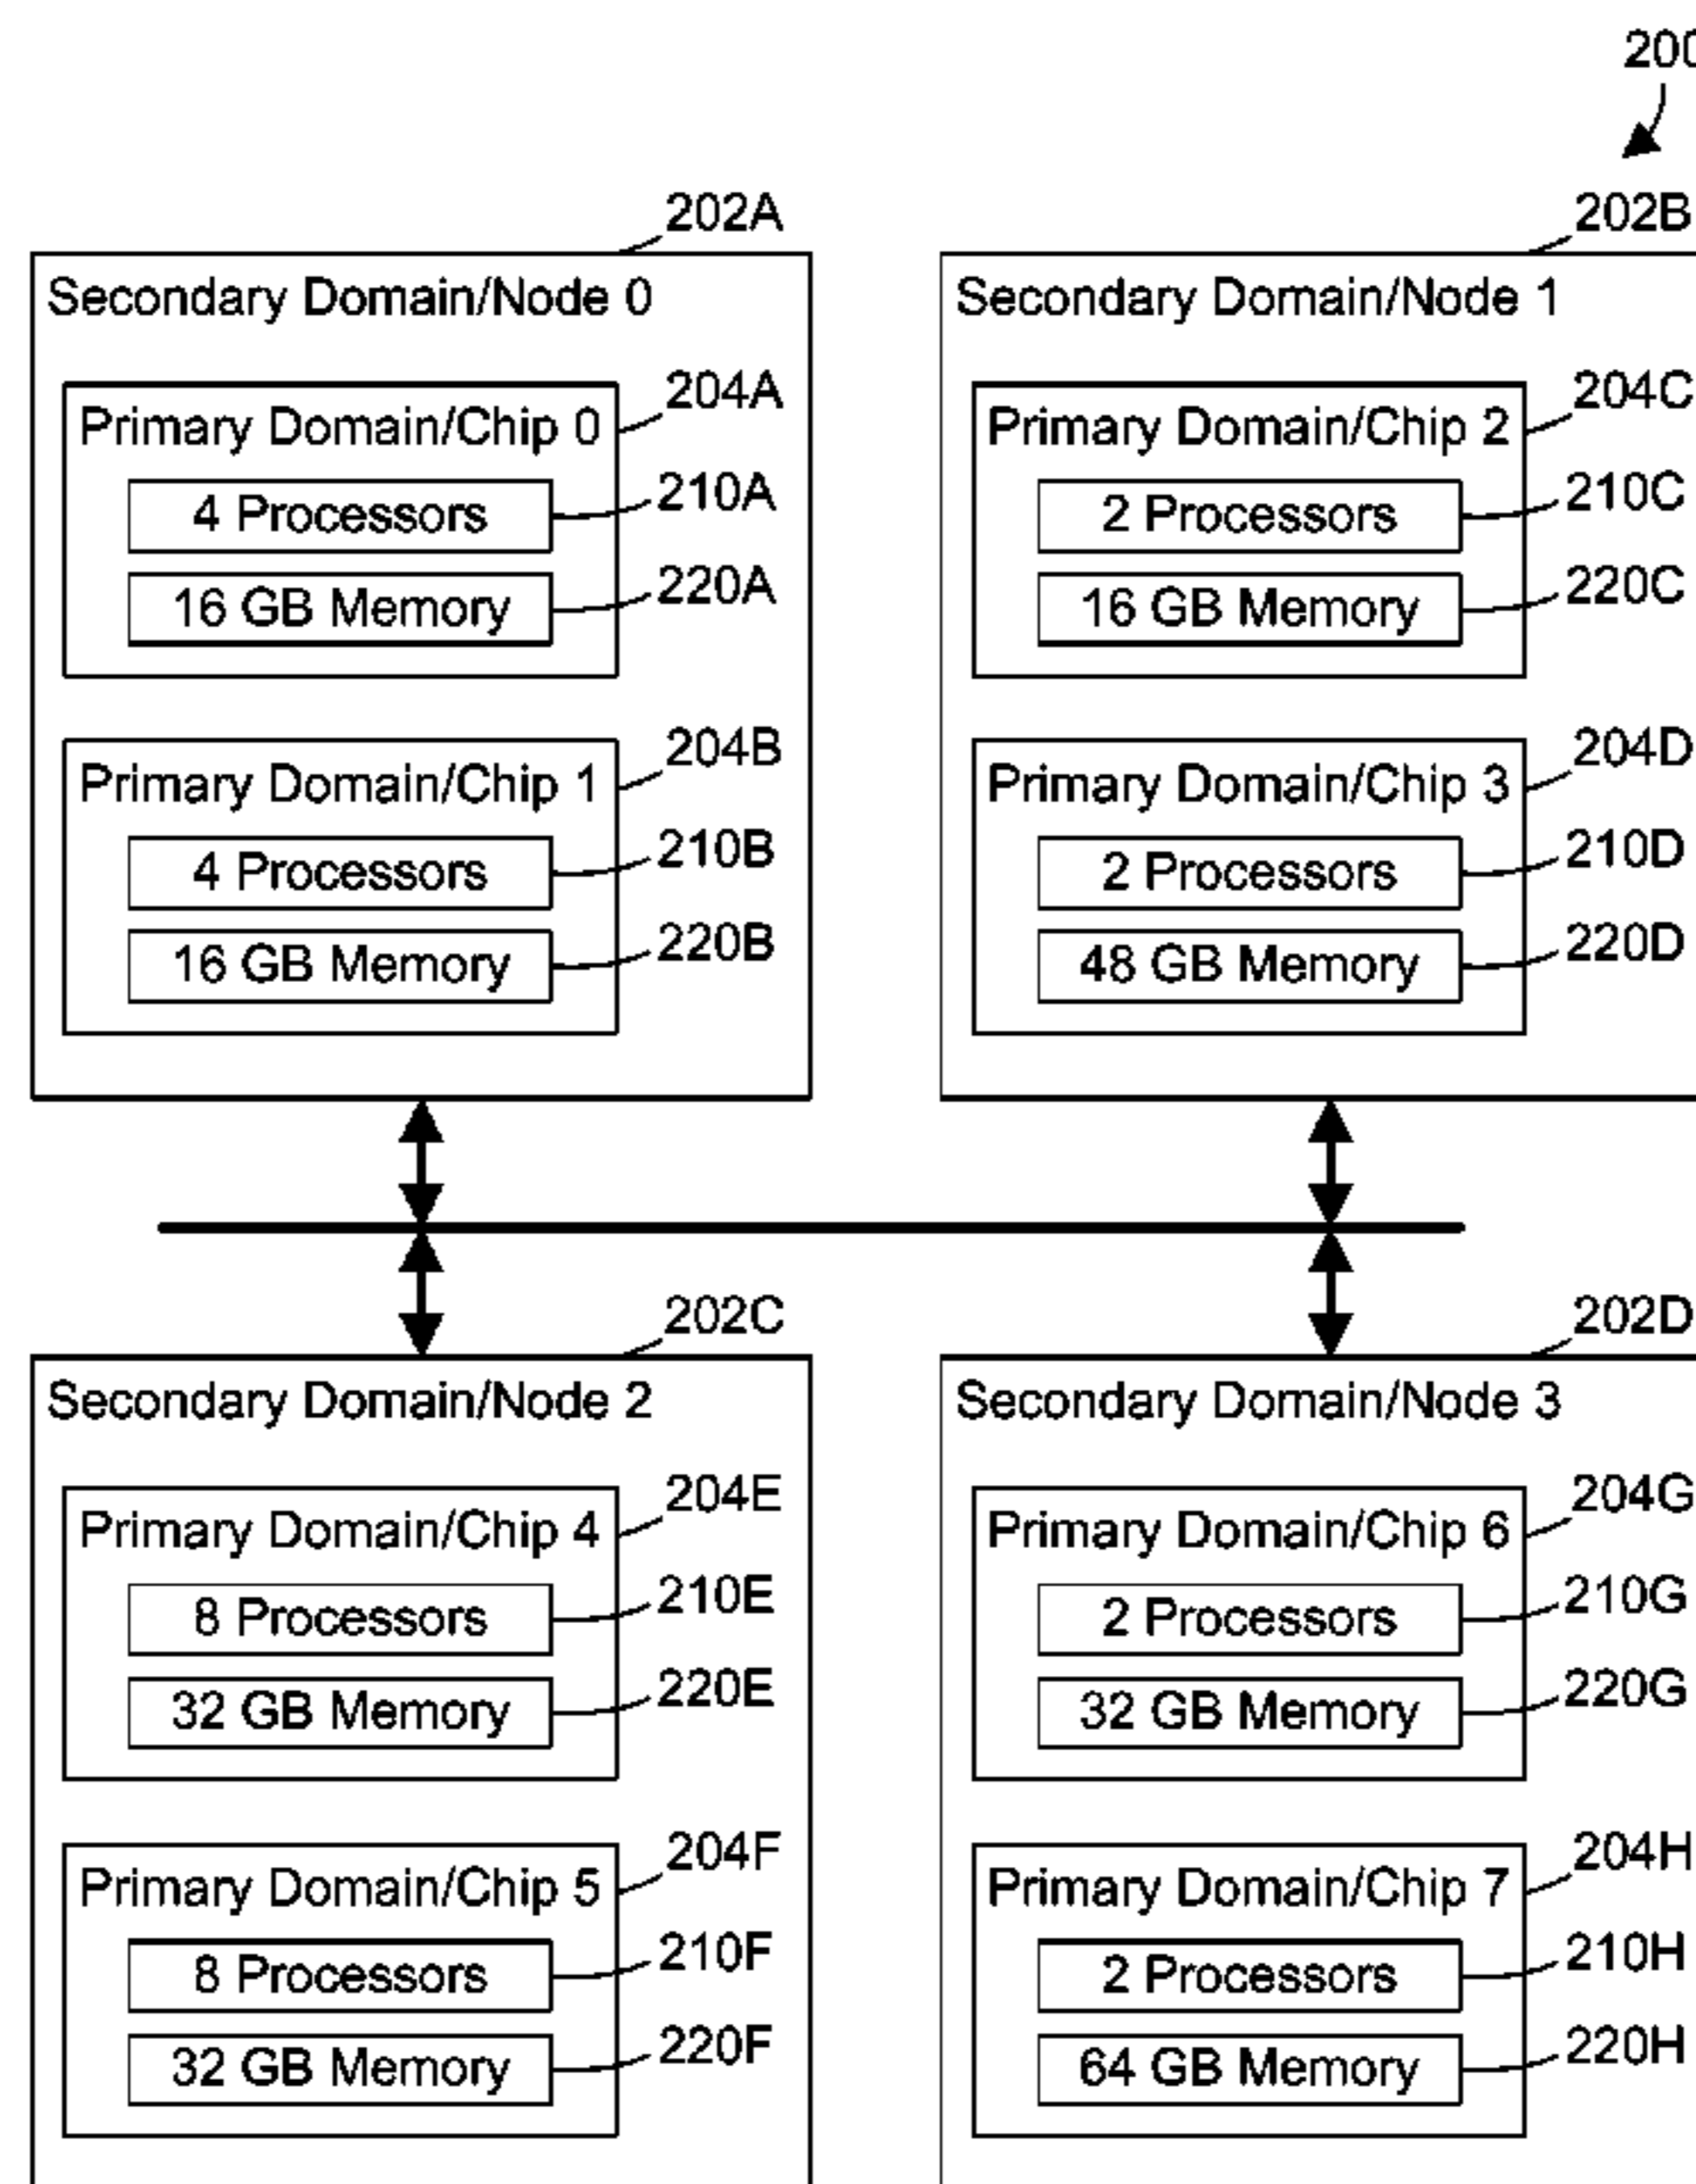 200
202A
Secondary Domain/Node 0
204A
Primary Domain/Chip 0
210A
4 Processors
220A
16 GB Memory
204B
Primary Domain/Chip 1
210B
4 Processors
220B
16 GB Memory
202B
Secondary Domain/Node 1
204C
Primary Domain/Chip 2
210C
2 Processors
220C
16 GB Memory
204D
Primary Domain/Chip 3
210D
2 Processors
220D
48 GB Memory
202C
Secondary Domain/Node 2
204E
Primary Domain/Chip 4
210E
8 Processors
220E
32 GB Memory
204F
Primary Domain/Chip 5
210F
8 Processors
220F
32 GB Memory
202D
Secondary Domain/Node 3
204G
Primary Domain/Chip 6
210G
2 Processors
220G
32 GB Memory
204H
Primary Domain/Chip 7
210H
2 Processors
220H
64 GB Memory